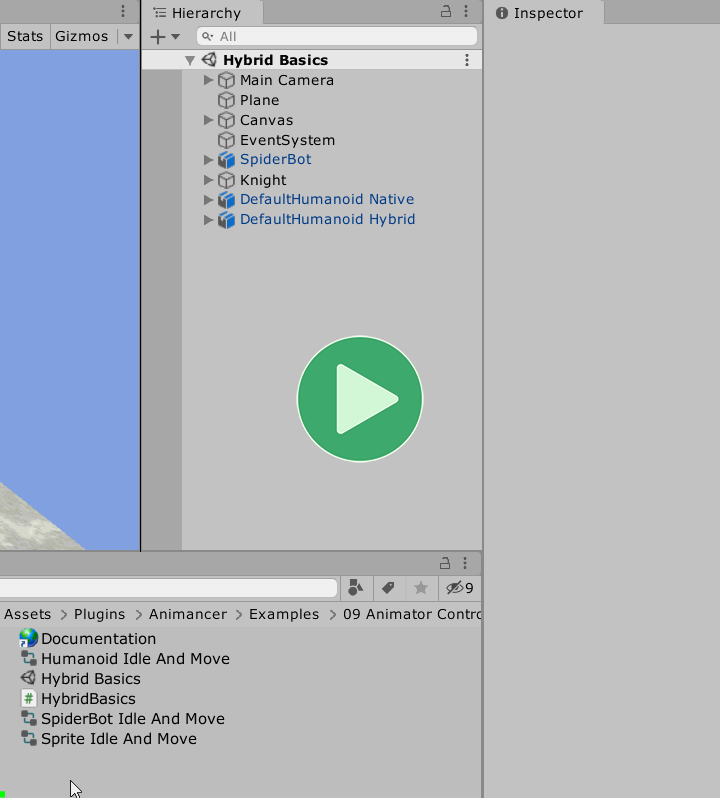 Hierarchy
Inspector
Stats Gizmos
All
Hybrid Basics
Main Camera
Plane
Canvas
EventSystem
SpiderBot
Knight
DefaultHumanoid Native
DefaultHumanoid Hybrid
9
Assets > Plugins > Animancer > Examples > 09 Animator Contro
Documentation
Humanoid Idle And Move
Hybrid Basics
# HybridBasics
SpiderBot Idle And Move
Sprite Idle And Move